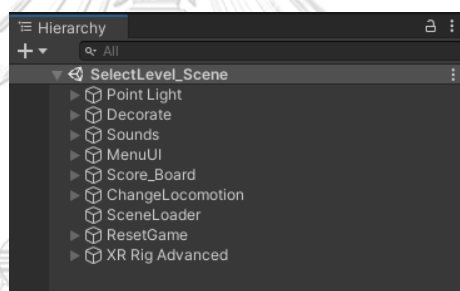 Hierarchy
All
SelectLevel_Scene
Point Light
Decorate
Sounds
MenuUI
Score_Board
ChangeLocomotion
SceneLoader
ResetGame
XR Rig Advanced